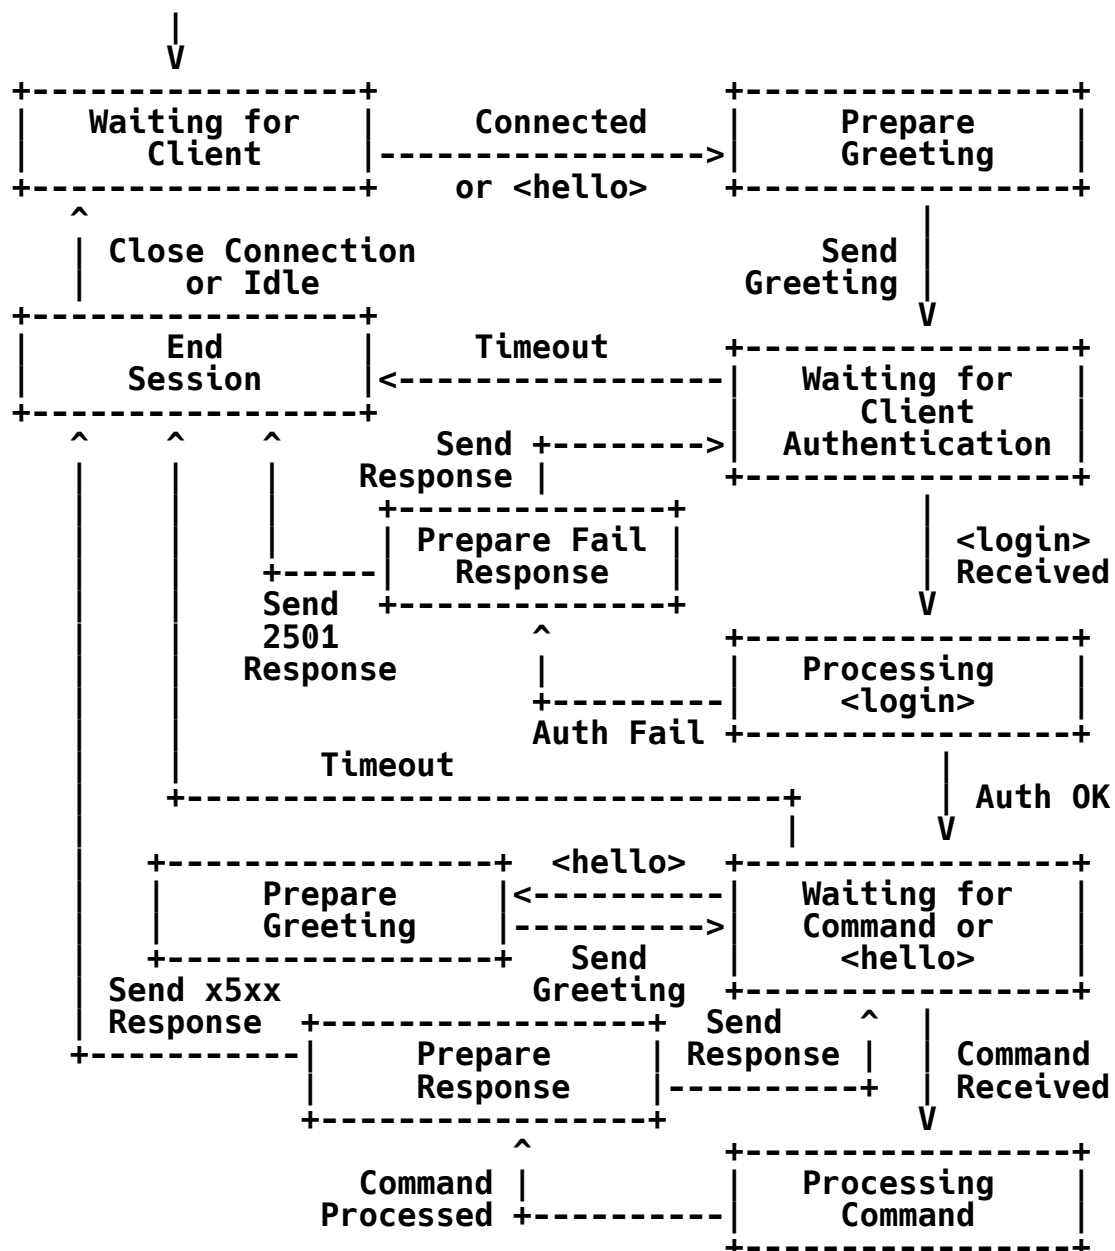 |
            V
    +-----------------+                  +-----------------+
    |   Waiting for   |     Connected    |     Prepare     |
    |      Client     |----------------->|     Greeting    |
    +-----------------+    or <hello>    +-----------------+
       ^                                           |
       | Close Connection                     Send |
       |     or Idle                      Greeting |
    +-----------------+                            V
    |       End       |     Timeout      +-----------------+
    |     Session     |<-----------------|   Waiting for   |
    +-----------------+                  |      Client     |
       ^    ^    ^        Send +-------->|  Authentication |
       |    |    |    Response |         +-----------------+
       |    |    |     +--------------+            |
       |    |    |     | Prepare Fail |            | <login>
       |    |    +-----|   Response   |            | Received
       |    |    Send  +--------------+            V
       |    |    2501          ^         +-----------------+
       |    |   Response       |         |   Processing    |
       |    |                  +---------|     <login>     |
       |    |                  Auth Fail +-----------------+
       |    |       Timeout                         |
       |    +-------------------------------+       | Auth OK
       |                                    |       V
       |   +-----------------+  <hello>  +-----------------+
       |   |     Prepare     |<----------|   Waiting for   |
       |   |     Greeting    |---------->|   Command or    |
       |   +-----------------+   Send    |     <hello>     |
       | Send x5xx             Greeting  +-----------------+
       | Response  +-----------------+  Send    ^  |
       +-----------|     Prepare     | Response |  | Command
                   |     Response    |----------+  | Received
                   +-----------------+             V
                              ^          +-----------------+
                      Command |          |   Processing    |
                    Processed +----------|     Command     |
                                         +-----------------+